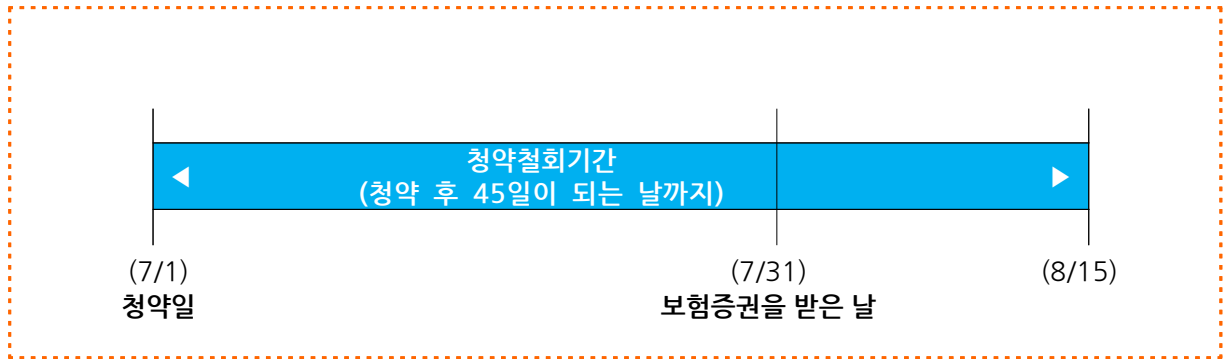 청약철회기간
(청약 후 45일이 되는 날까지)
(7/1)
청약일
(7/31)
보험증권을 받은 날
(8/15)